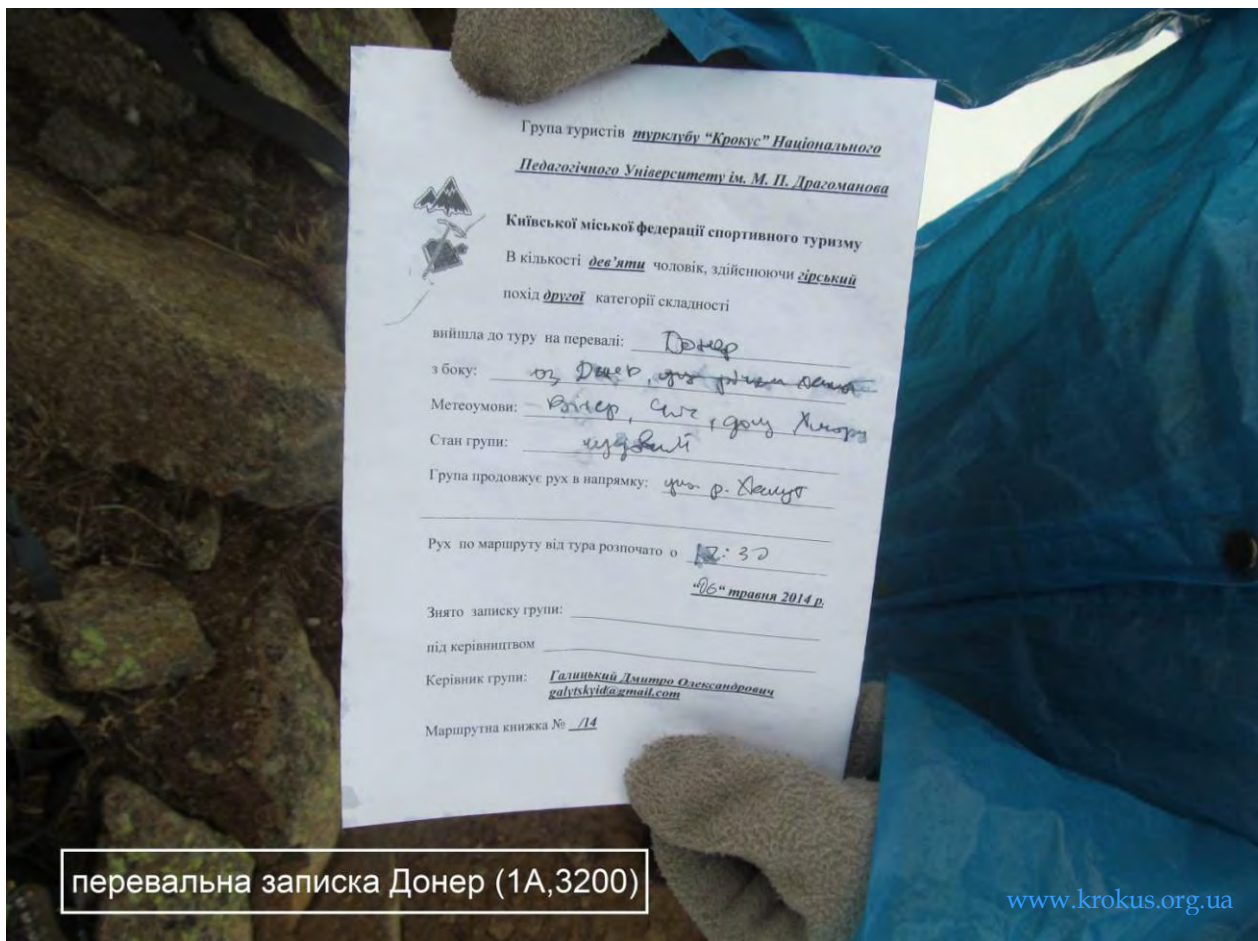 Група туристів турклубу “Крокус” Національного
Педагогічного Університету ім. М. П. Драгоманова
Київської міської федерації спортивного туризму
В кількості дев’яти чоловік, здійснюючи гірський
похід другої категорії складності
вийшла до туру на перевалі: Донер
з боку: оз Донер,
Метеоумови: Вітер, сніг,
Стан групи: чудовий
Група продовжує рух в напрямку: р.
Рух по маршруту від тура розпочато о 12:30
“06“ травня 2014 р.
Знято записку групи:
під керівництвом
Керівник групи: Галицький Дмитро Олександрович
galytskyid@gmail.com
Маршрутна книжка № /14
перевальна записка Донер (1А,3200)
www.krokus.org.ua